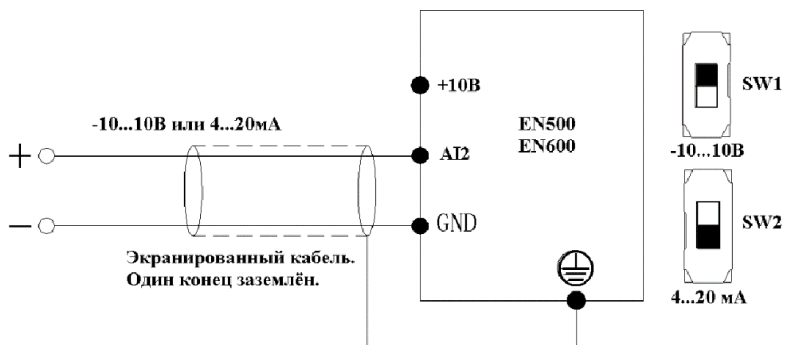 +10В
SW1
-10...10В или 4...20мА
EN500
EN600
+
AI2
-10...10В
−
GND
SW2
Экранированный кабель.
Один конец заземлён.
4...20 мА